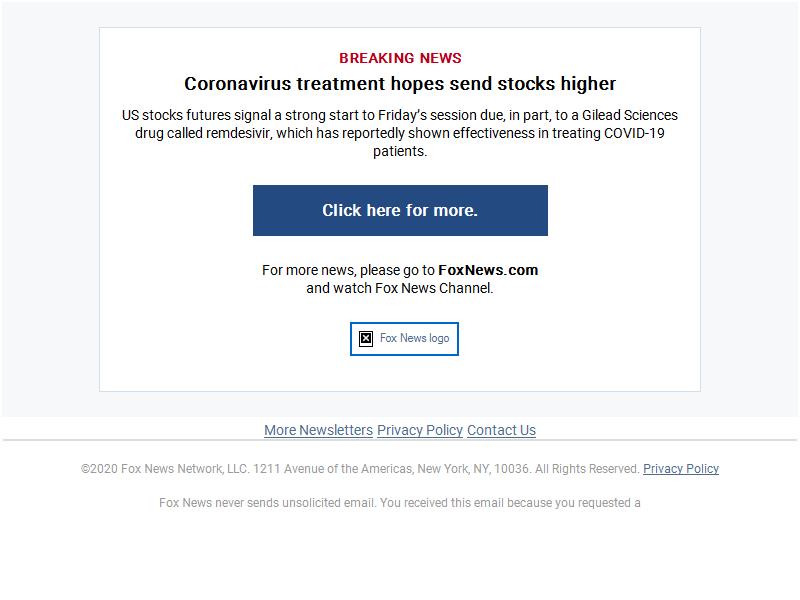 BREAKING NEWS
Coronavirus treatment hopes send stocks higher
US stocks futures signal a strong start to Friday’s session due, in part, to a Gilead Sciences
drug called remdesivir, which has reportedly shown effectiveness in treating COVID-19
patients.
Click here for more.
For more news, please go to FoxNews.com
and watch Fox News Channel.
Fox News logo
More Newsletters Privacy Policy Contact Us
©2020 Fox News Network, LLC. 1211 Avenue of the Americas, New York, NY, 10036. All Rights Reserved. Privacy Policy
Fox News never sends unsolicited email. You received this email because you requested a